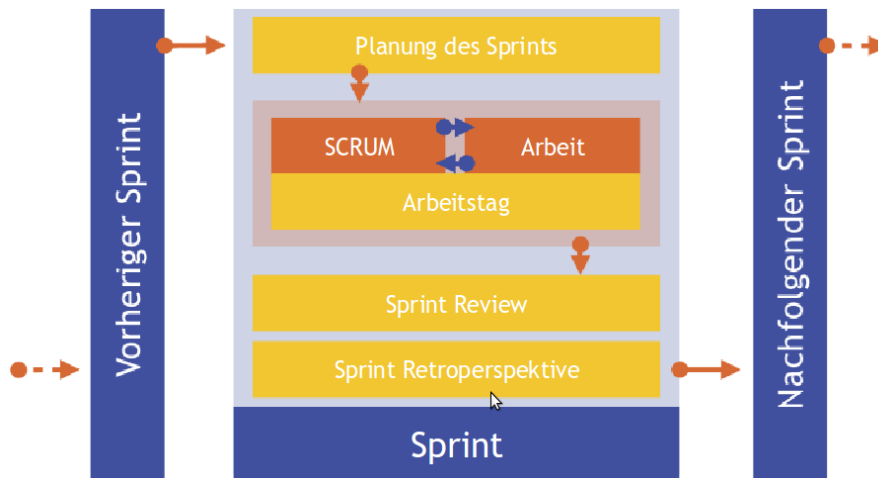 Vorheriger Sprint
Planung des Sprints
SCRUM
Arbeit
Arbeitstag
Sprint Review
Sprint Retroperspektive
Sprint
Nachfolgender Sprint